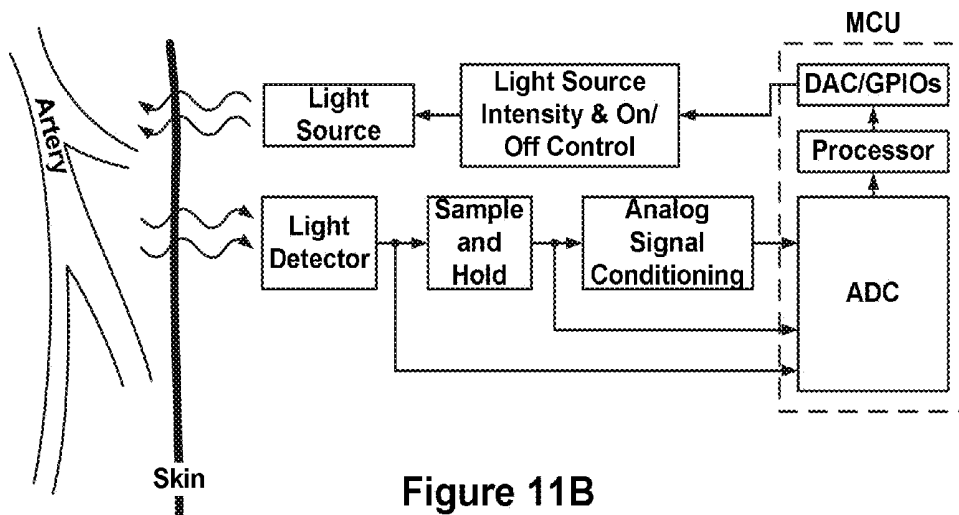 MCU
Light
Source
Light Source
Intensity & On/
Off Control
DAC/GPIOs
Processor
Artery
Light
Detector
Sample
and
Hold
Analog
Signal
Conditioning
ADC
Skin
Figure 11B